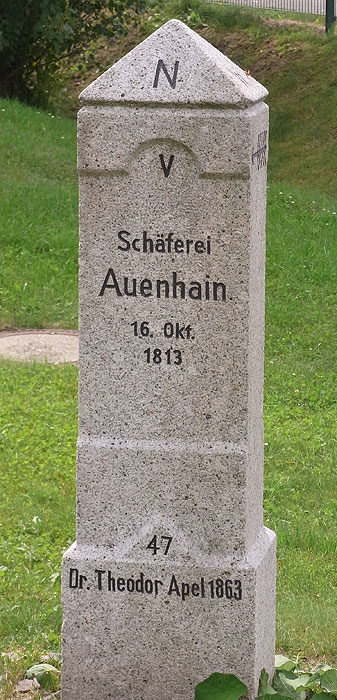 N
V
Schäferei
Auenhain
16. Okt.
1813
47
Dr. Theodor Apel 1863